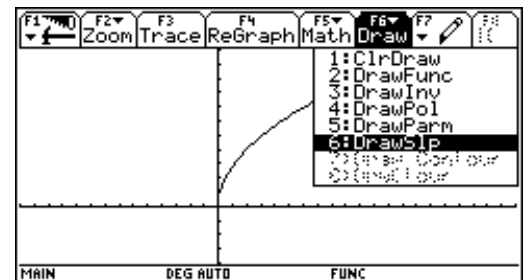 F1 F2 F3 F4 F5 F6 F7
Zoom Trace ReGraph Math Draw
1:ClrDraw
2:DrawFunc
3:DrawInv
4:DrawPol
5:DrawParm
6:DrawSlp
MAIN DEG AUTO FUNC